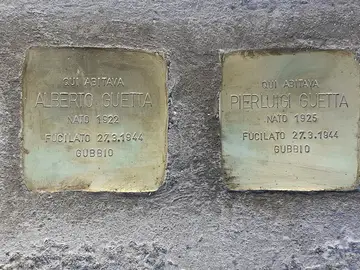 QUI ABITAVA
ALBERTO GUETTA
NATO 1922
FUCILATO 27.3.1944
GUBBIO
QUI ABITAVA
PIERLUIGI GUETTA
NATO 1925
FUCILATO 27.3.1944
GUBBIO